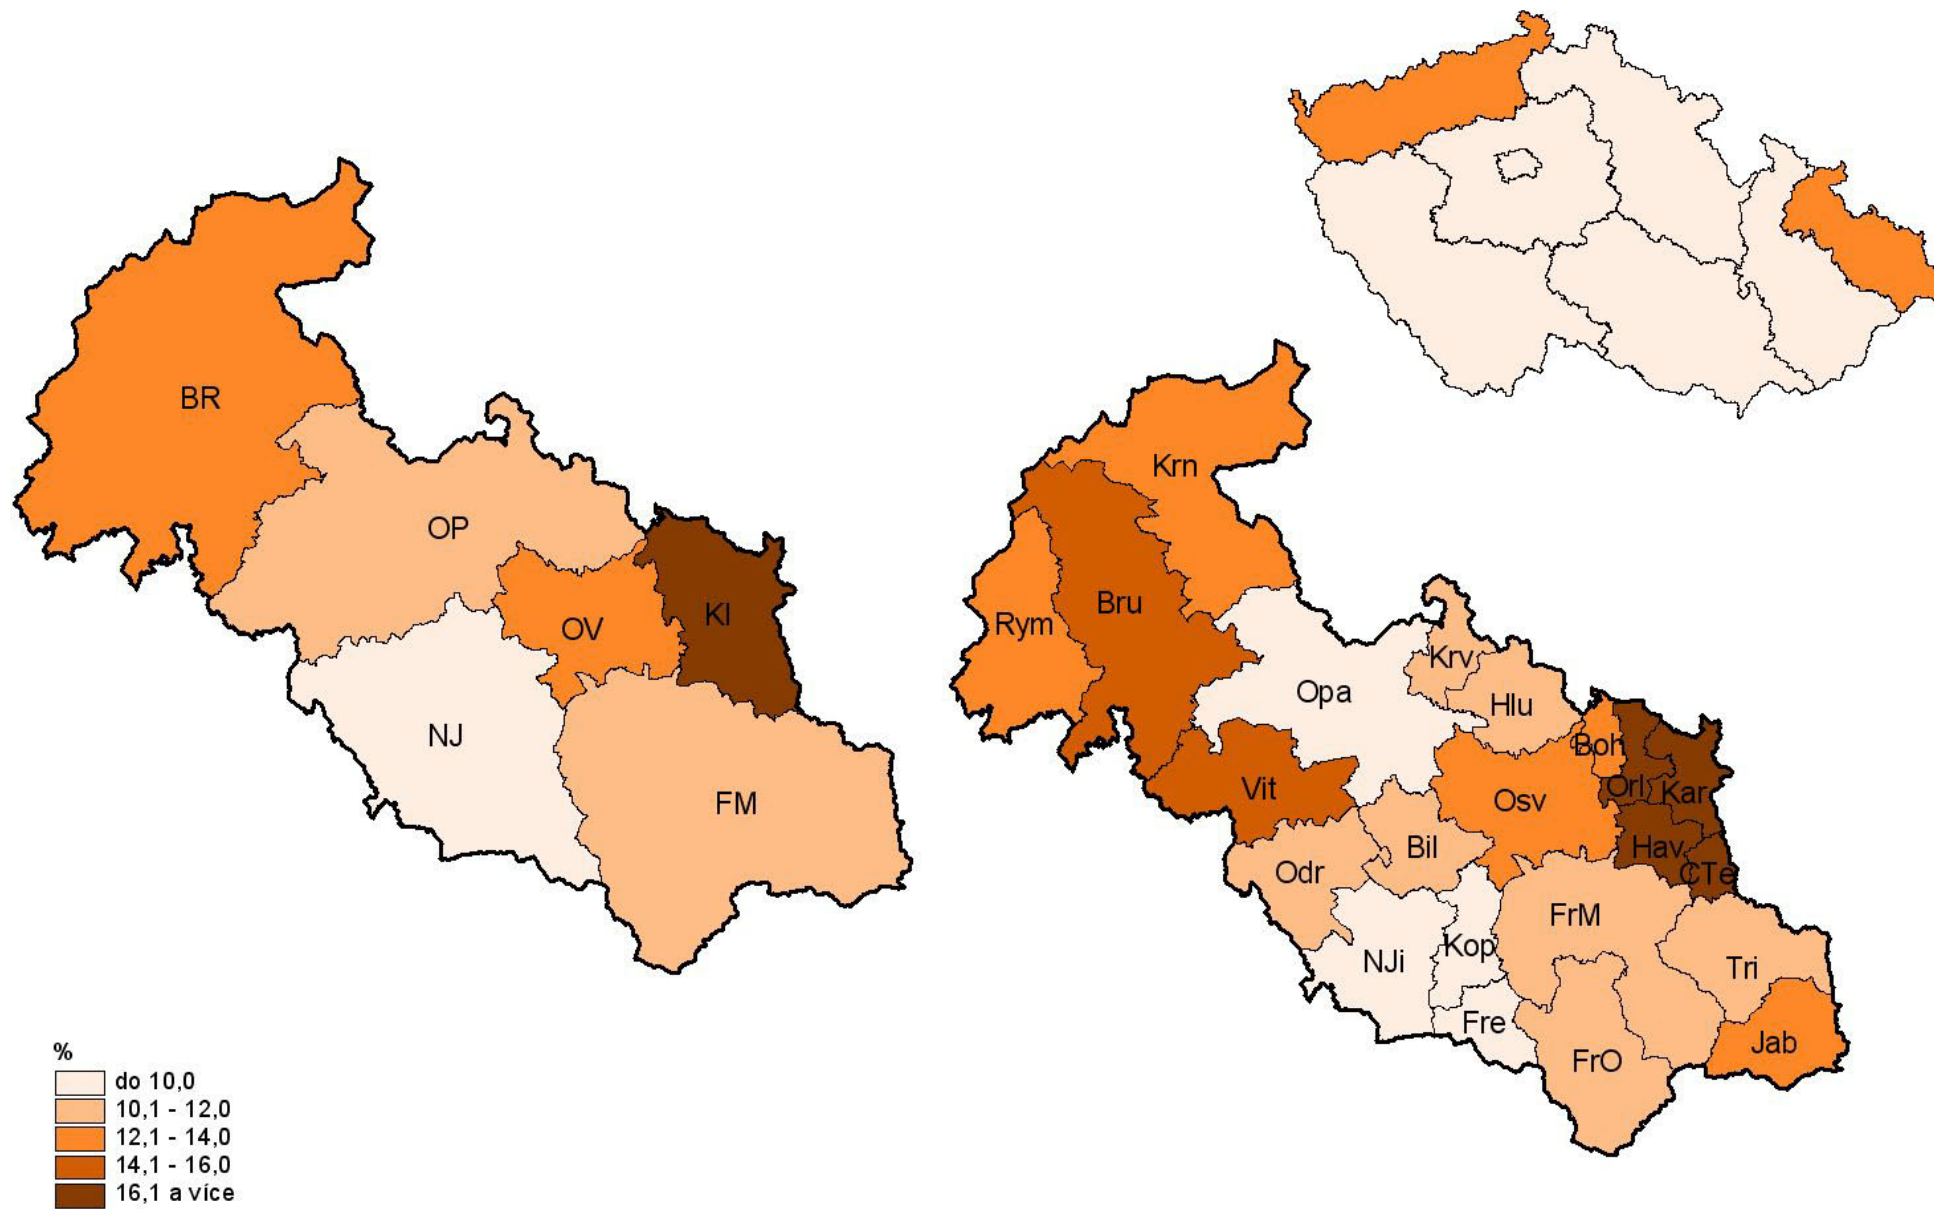 BR
OP
OV
KI
NJ
FM
Krn
Bru
Rym
Opa
Krv
Hlu
Boh
Vit
Orl
Kar
Osv
Bil
Hav
Odr
CTe
FrM
Kop
NJi
Tri
Fre
Jab
FrO
%
do 10,0
10,1 - 12,0
12,1 - 14,0
14,1 - 16,0
16,1 a více